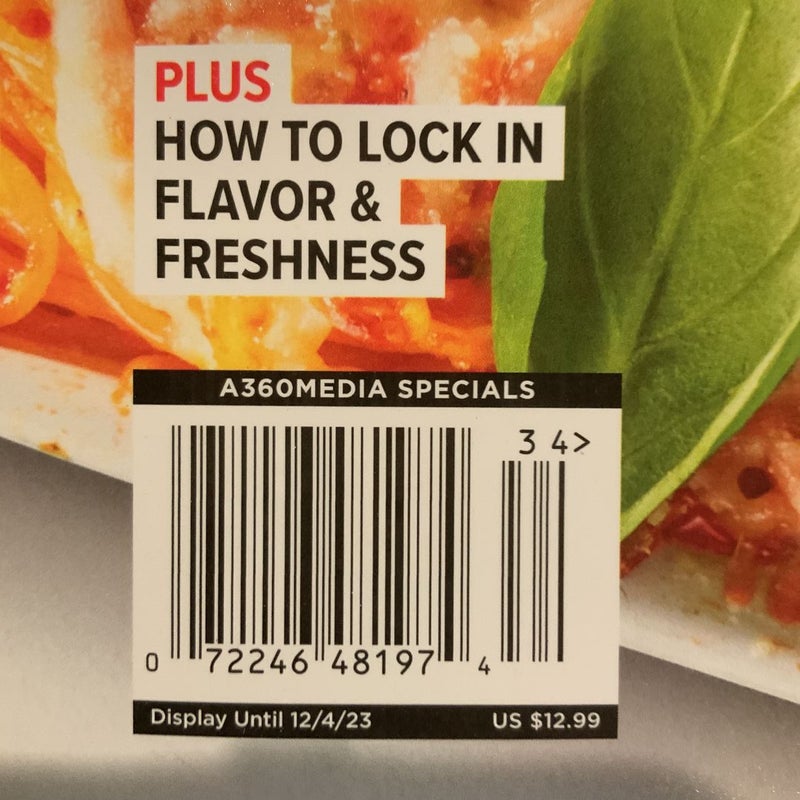 PLUS
HOW TO LOCK IN
FLAVOR &
FRESHNESS
A360MEDIA SPECIALS
3 4>
0 72246 48197 4
Display Until 12/4/23 US $12.99